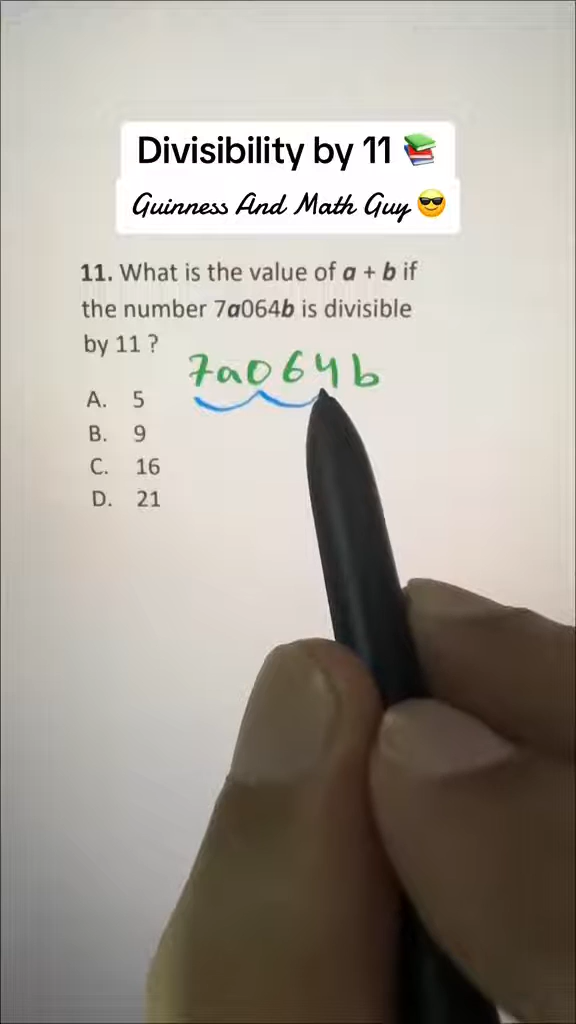 Divisibility by 11 📚
Guinness And Math Guy 😎
11. What is the value of a + b if
the number 7a064b is divisible
by 11 ?
7a064b
A. 5
B. 9
C. 16
D. 21